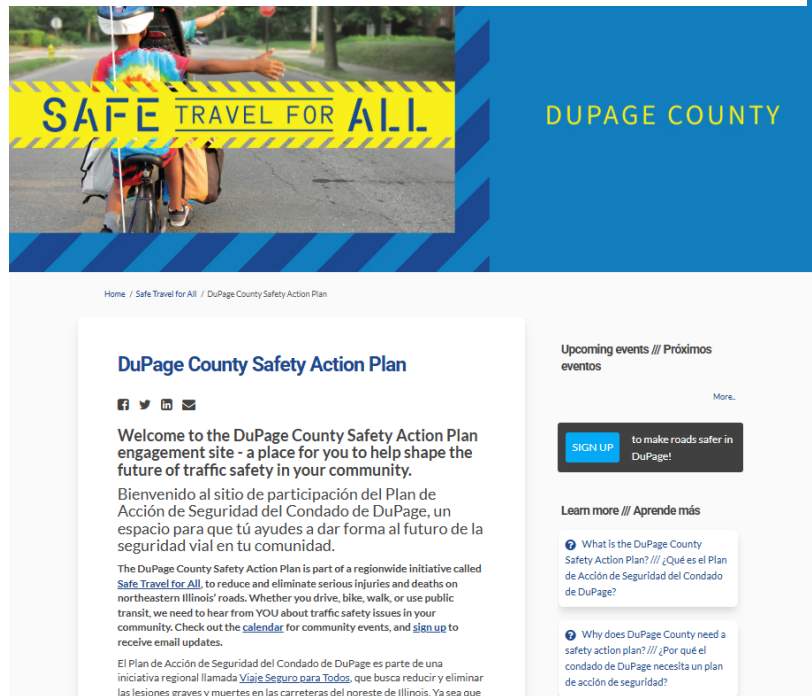 SAFE TRAVEL FOR ALL
DUPAGE COUNTY
Home / Safe Travel for All / DuPage County Safety Action Plan
DuPage County Safety Action Plan
Welcome to the DuPage County Safety Action Plan
engagement site - a place for you to help shape the
future of traffic safety in your community.
Bienvenido al sitio de participación del Plan de
Acción de Seguridad del Condado de DuPage, un
espacio para que tú ayudes a dar forma al futuro de la
seguridad vial en tu comunidad.
The DuPage County Safety Action Plan is part of a regionwide initiative called
Safe Travel for All, to reduce and eliminate serious injuries and deaths on
northeastern Illinois' roads. Whether you drive, bike, walk, or use public
transit, we need to hear from YOU about traffic safety issues in your
community. Check out the calendar for community events, and sign up to
receive email updates.
El Plan de Acción de Seguridad del Condado de DuPage es parte de una
iniciativa regional llamada Viaje Seguro para Todos, que busca reducir y eliminar
las lesiones graves y muertes en las carreteras del noreste de Illinois. Ya sea que
Upcoming events /// Próximos
eventos
More..
SIGN UP
to make roads safer in
DuPage!
Learn more /// Aprende más
What is the DuPage County
Safety Action Plan? /// ¿Qué es el Plan
de Acción de Seguridad del Condado
de DuPage?
Why does DuPage County need a
safety action plan? /// ¿Por qué el
condado de DuPage necesita un plan
de acción de seguridad?